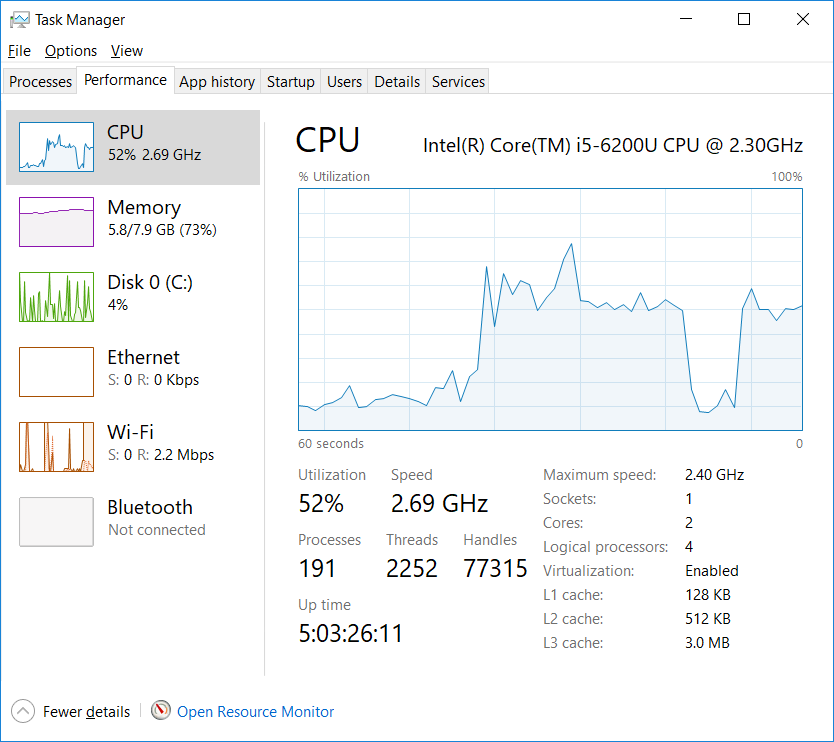 Task Manager
File Options View
Processes Performance App history Startup Users Details Services
CPU
52% 2.69 GHz
Memory
5.8/7.9 GB (73%)
Disk 0 (C:)
4%
Ethernet
S: 0 R: 0 Kbps
Wi-Fi
S: 0 R: 2.2 Mbps
Bluetooth
Not connected
CPU Intel(R) Core(TM) i5-6200U CPU @ 2.30GHz
% Utilization 100%
60 seconds 0
Utilization Speed
52% 2.69 GHz
Processes Threads Handles
191 2252 77315
Up time
5:03:26:11
Maximum speed: 2.40 GHz
Sockets: 1
Cores: 2
Logical processors: 4
Virtualization: Enabled
L1 cache: 128 KB
L2 cache: 512 KB
L3 cache: 3.0 MB
Fewer details Open Resource Monitor